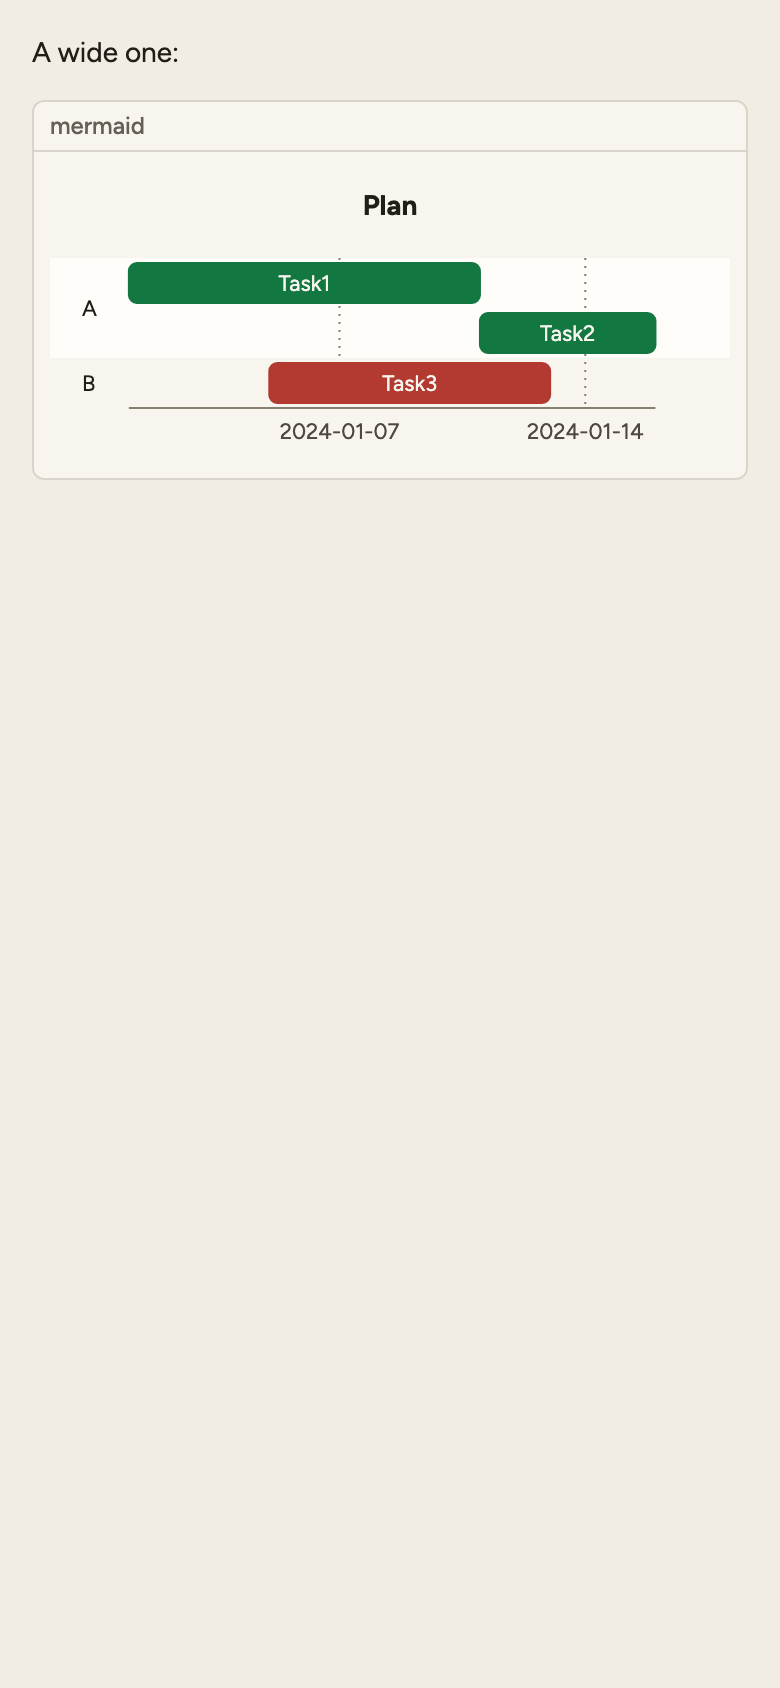 A wide one:
mermaid
Plan
Task1
A
Task2
B
Task3
2024-01-07
2024-01-14